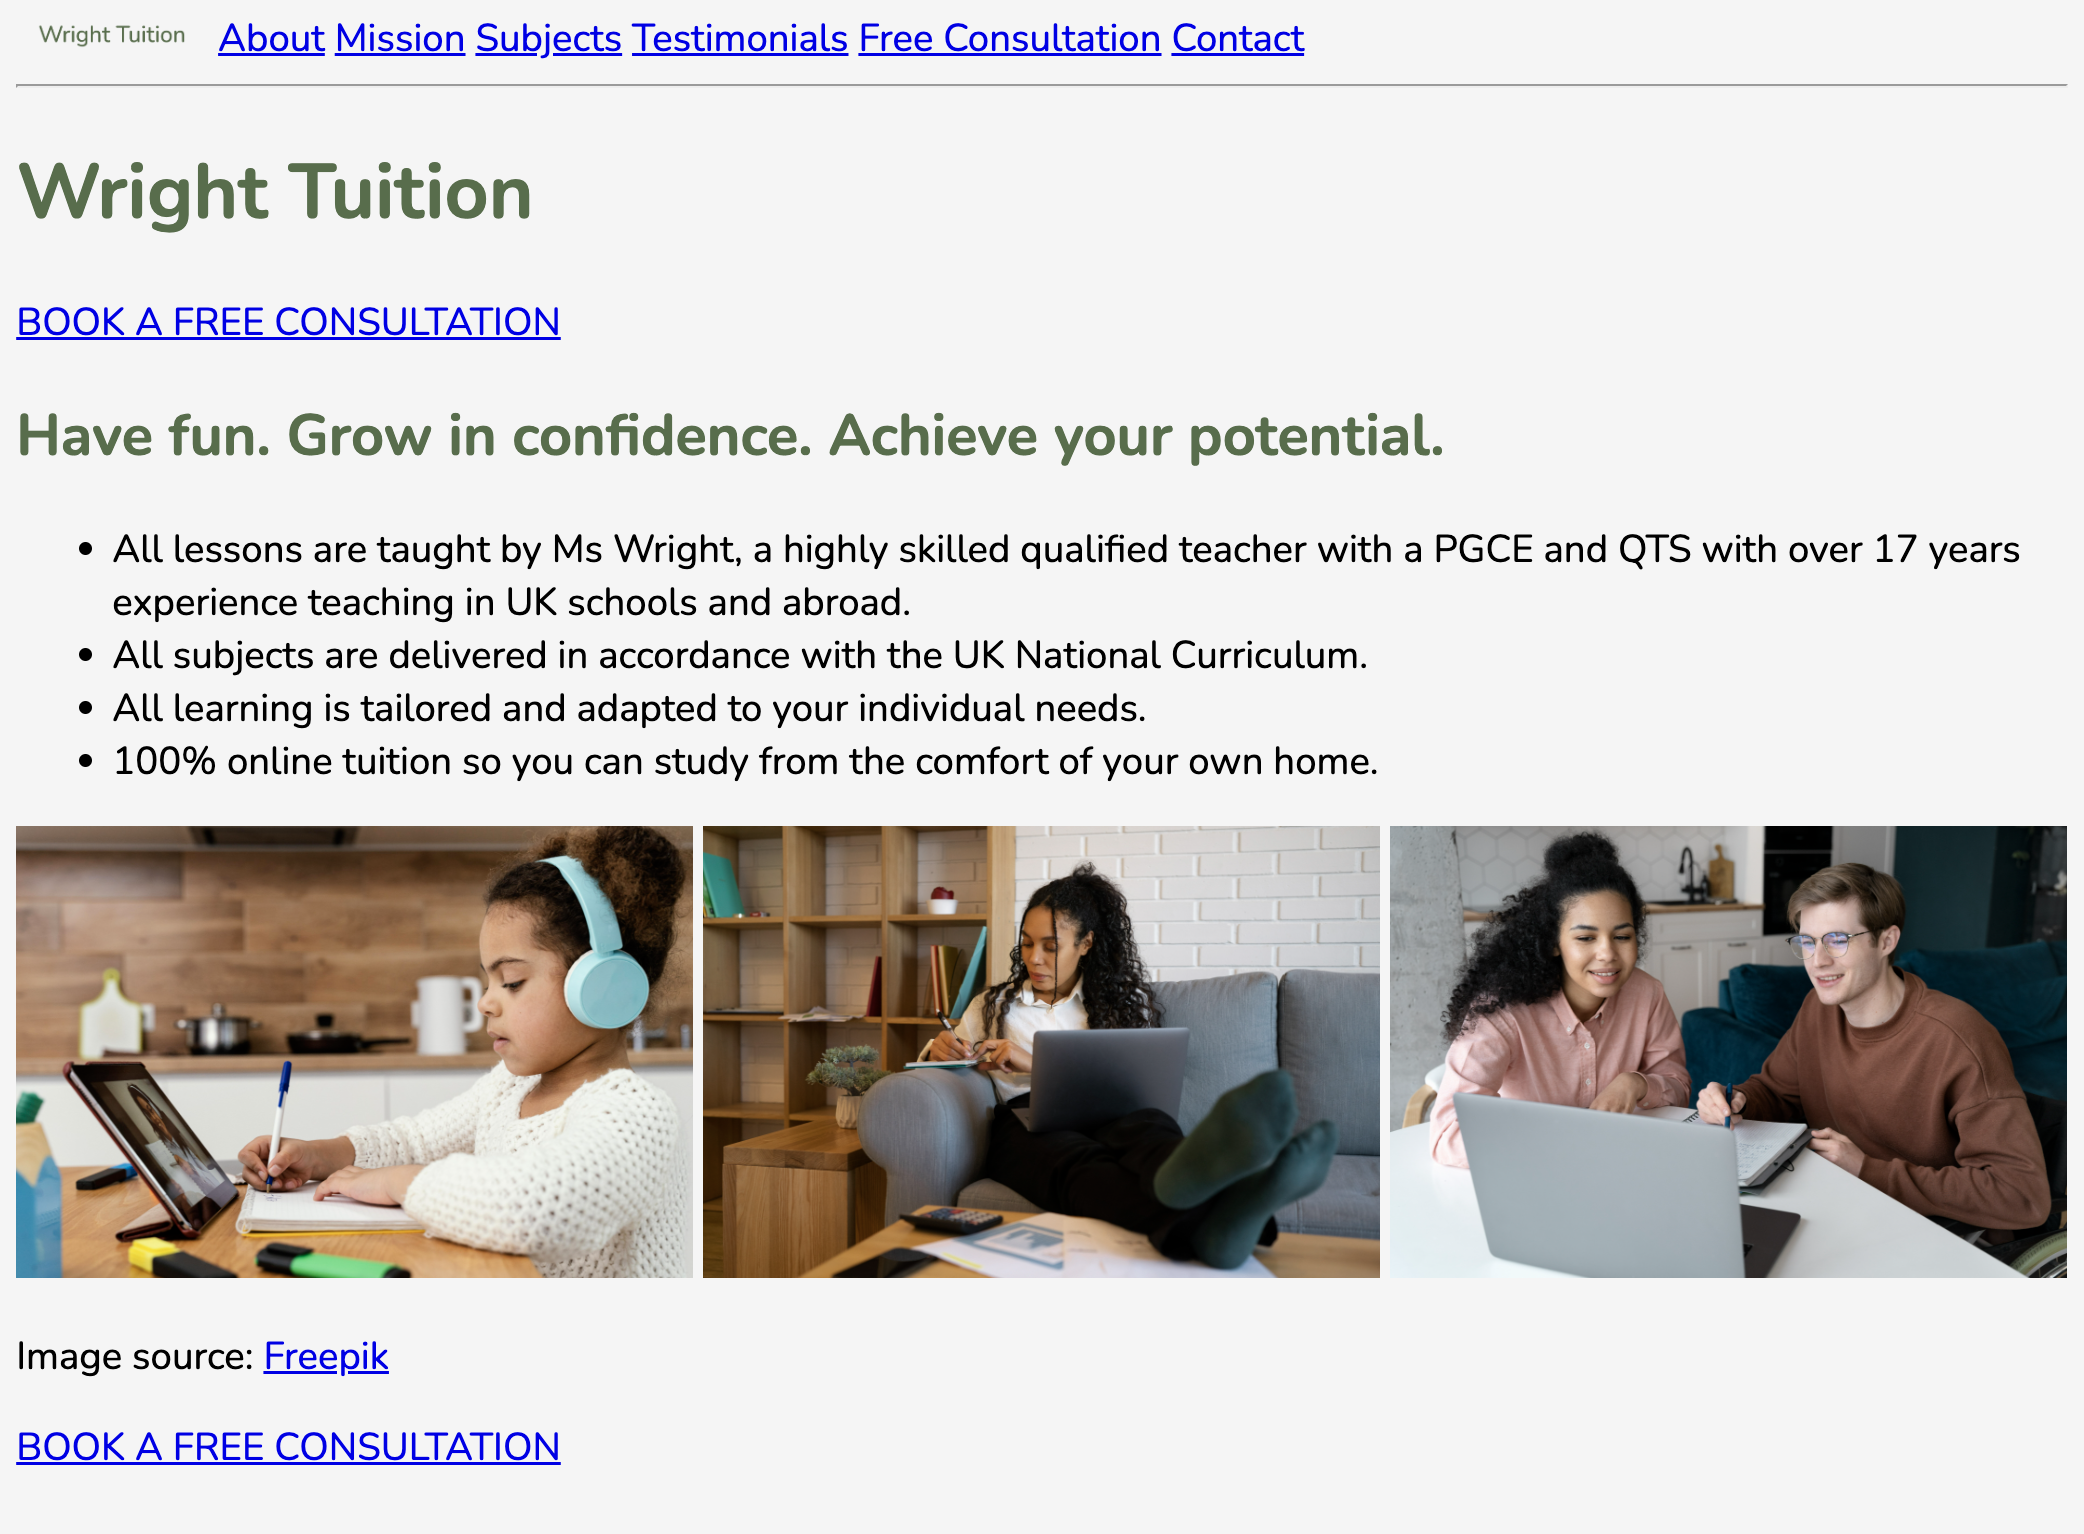 Wright Tuition About Mission Subjects Testimonials Free Consultation Contact
Wright Tuition
BOOK A FREE CONSULTATION
Have fun. Grow in confidence. Achieve your potential.
All lessons are taught by Ms Wright, a highly skilled qualified teacher with a PGCE and QTS with over 17 years
experience teaching in UK schools and abroad.
All subjects are delivered in accordance with the UK National Curriculum.
All learning is tailored and adapted to your individual needs.
100% online tuition so you can study from the comfort of your own home.
Image source: Freepik
BOOK A FREE CONSULTATION